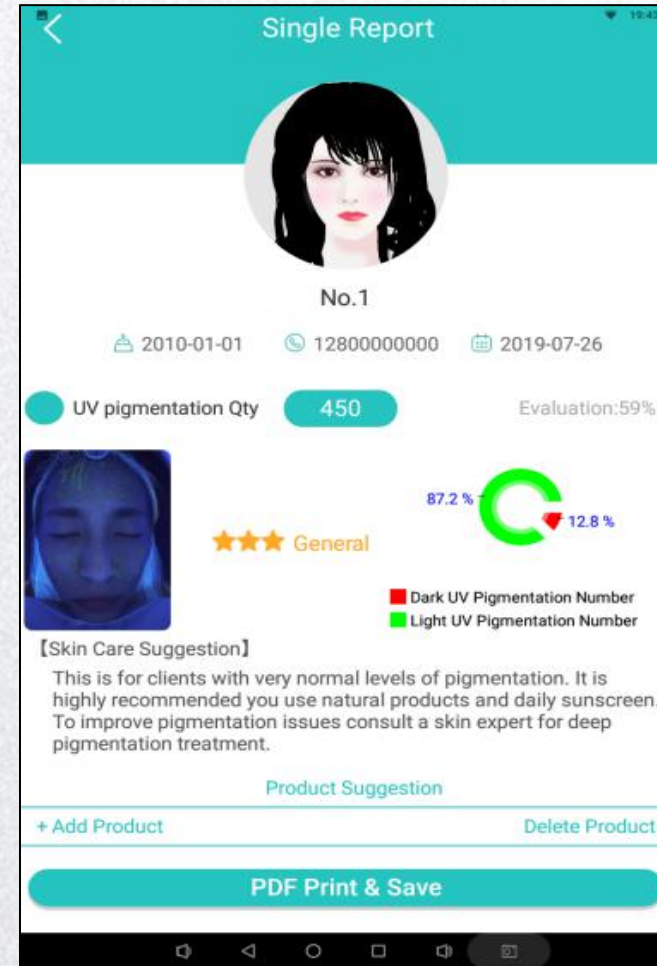 Single Report
19:43
No.1
2010-01-01 12800000000 2019-07-26
UV pigmentation Qty 450 Evaluation:59%
87.2 %
12.8 %
General
Dark UV Pigmentation Number
Light UV Pigmentation Number
【Skin Care Suggestion】
This is for clients with very normal levels of pigmentation. It is
highly recommended you use natural products and daily sunscreen.
To improve pigmentation issues consult a skin expert for deep
pigmentation treatment.
Product Suggestion
+ Add Product Delete Product
PDF Print & Save